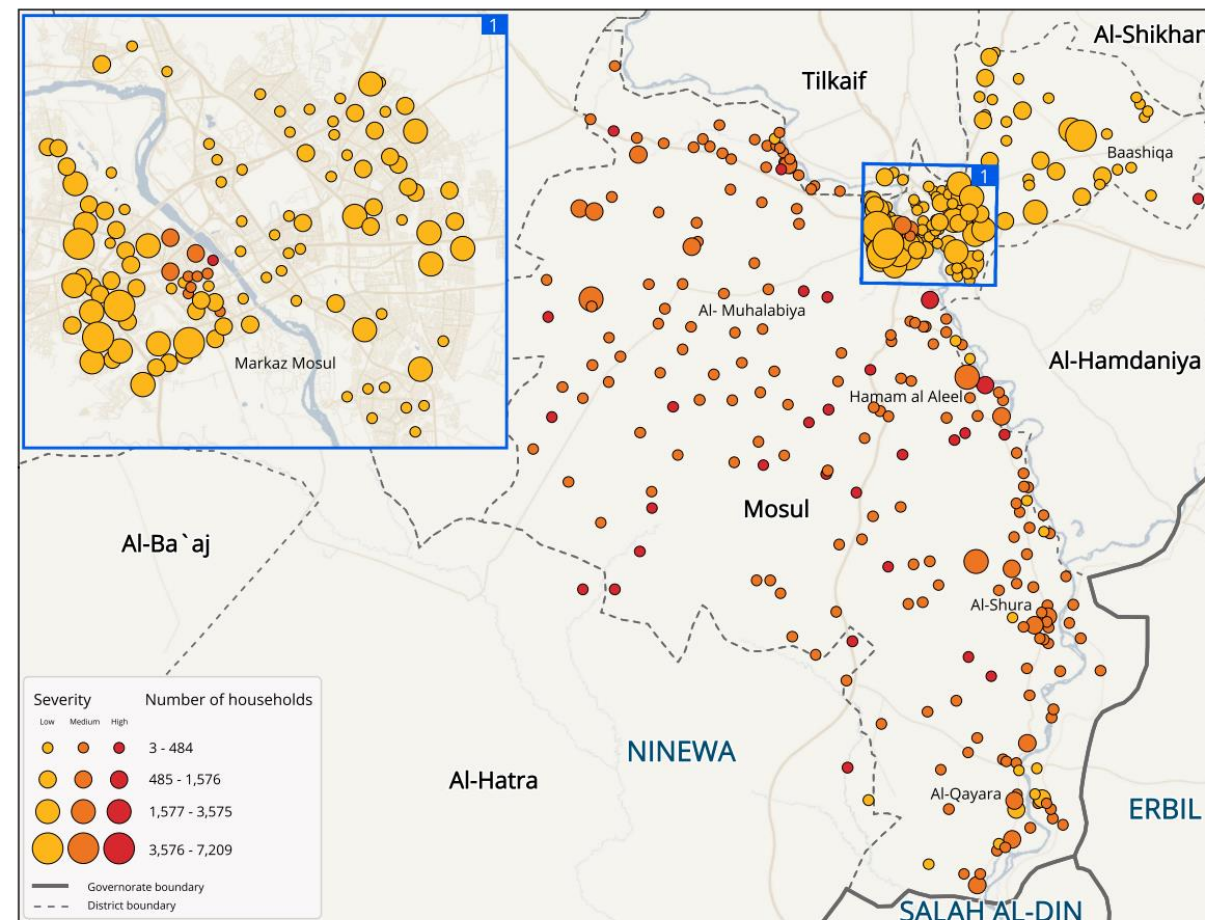 1
Al-Shikhan
Tilkaif
Baashiqa
1
Al- Muhalabiya
Markaz Mosul
Al-Hamdaniya
Hamam al Aleel
Mosul
Al-Ba`aj
Al-Shura
Severity
Number of households
Low Medium High
3 - 484
485 - 1,576
1,577 - 3,575
3,576 - 7,209
Governorate boundary
District boundary
NINEWA
Al-Hatra
Al-Qayara
ERBIL
SALAH AL-DIN